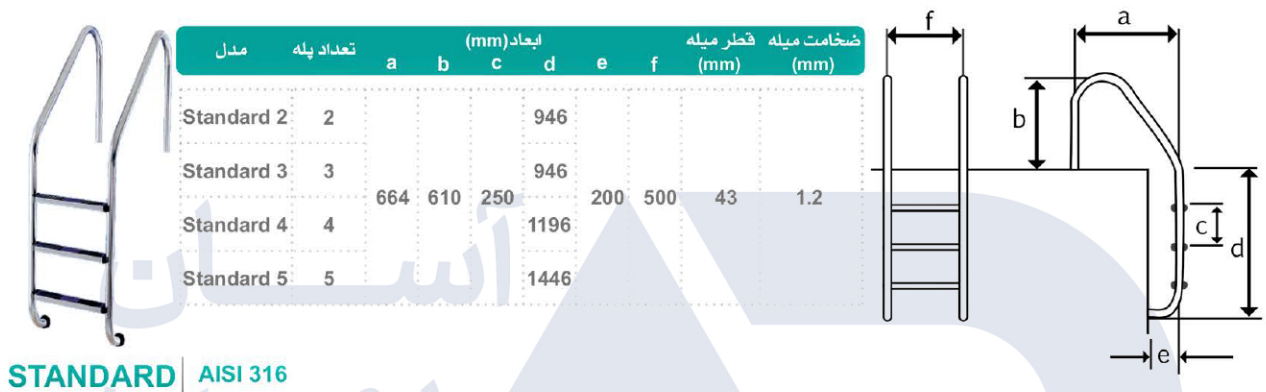 مدل تعداد پله ابعاد(mm) قطر میله ضخامت میله
a b c d e f (mm) (mm)
Standard 2 2 946
Standard 3 3 946
664 610 250 200 500 43 1.2
Standard 4 4 1196
Standard 5 5 1446
STANDARD AISI 316
f
a
b
c
d
e
آسان